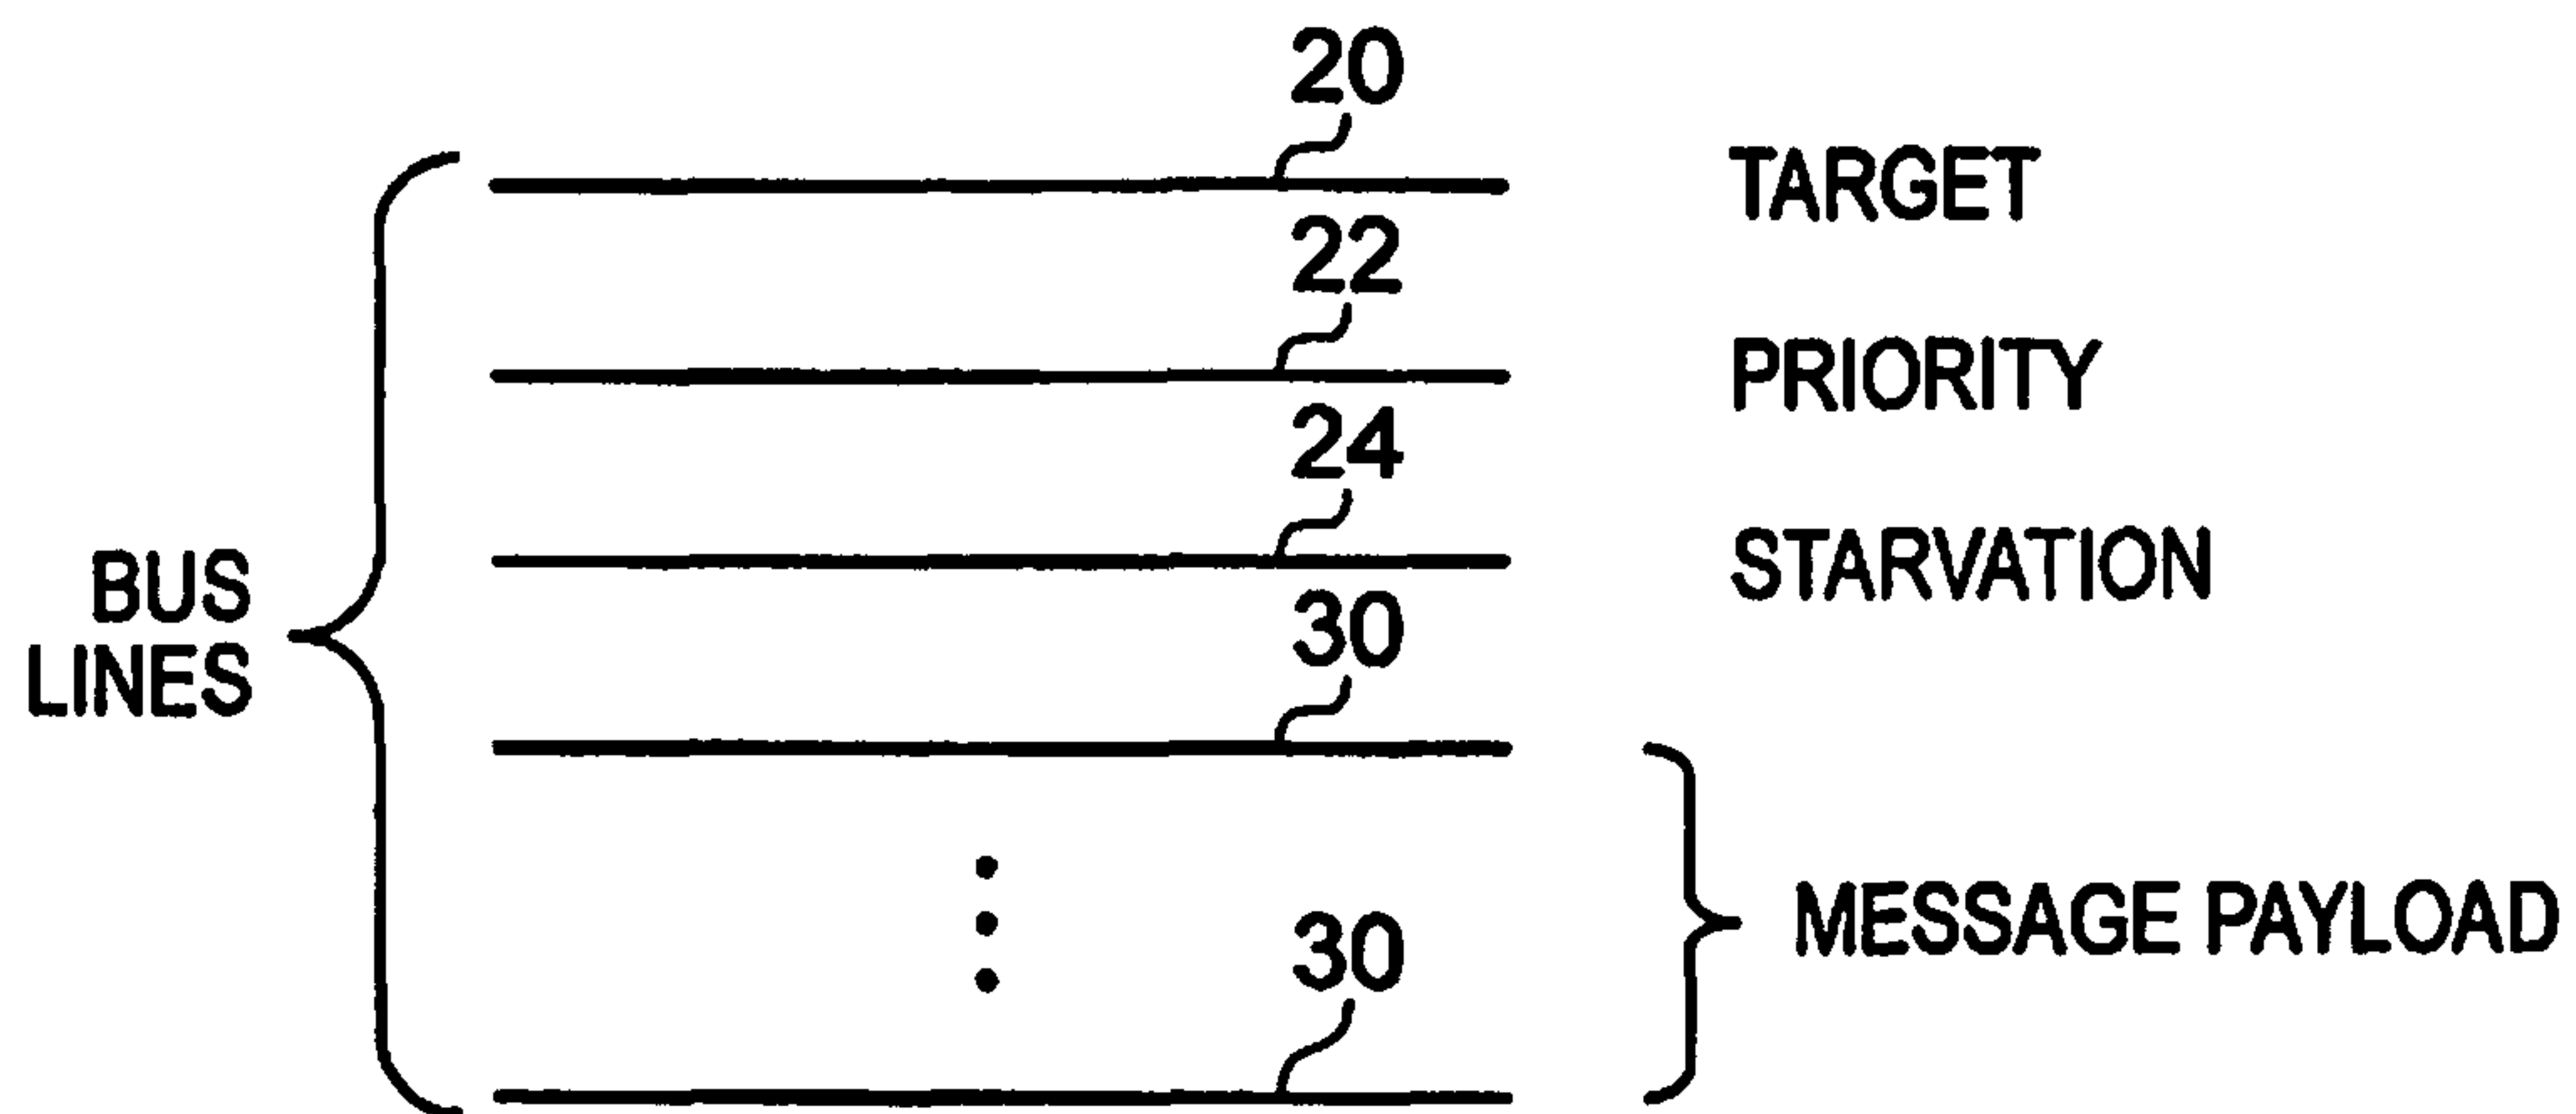 20
TARGET
22
PRIORITY
24
STARVATION
BUS
LINES
30
30
MESSAGE PAYLOAD